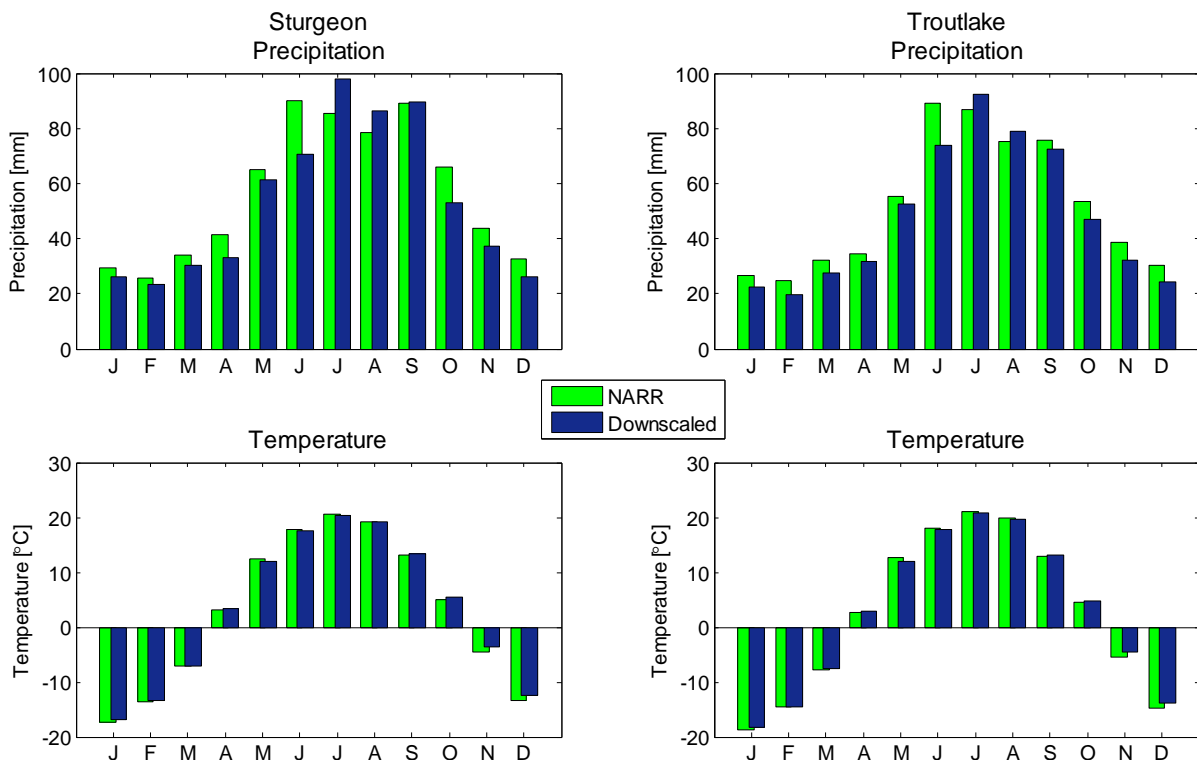 Sturgeon
Precipitation
Precipitation [mm]
100
80
60
40
20
0
J F M A M J J A S O N D
Troutlake
Precipitation
Precipitation [mm]
100
80
60
40
20
0
J F M A M J J A S O N D
NARR
Downscaled
Temperature
Temperature [°C]
30
20
10
0
-10
-20
J F M A M J J A S O N D
Temperature
Temperature [°C]
30
20
10
0
-10
-20
J F M A M J J A S O N D